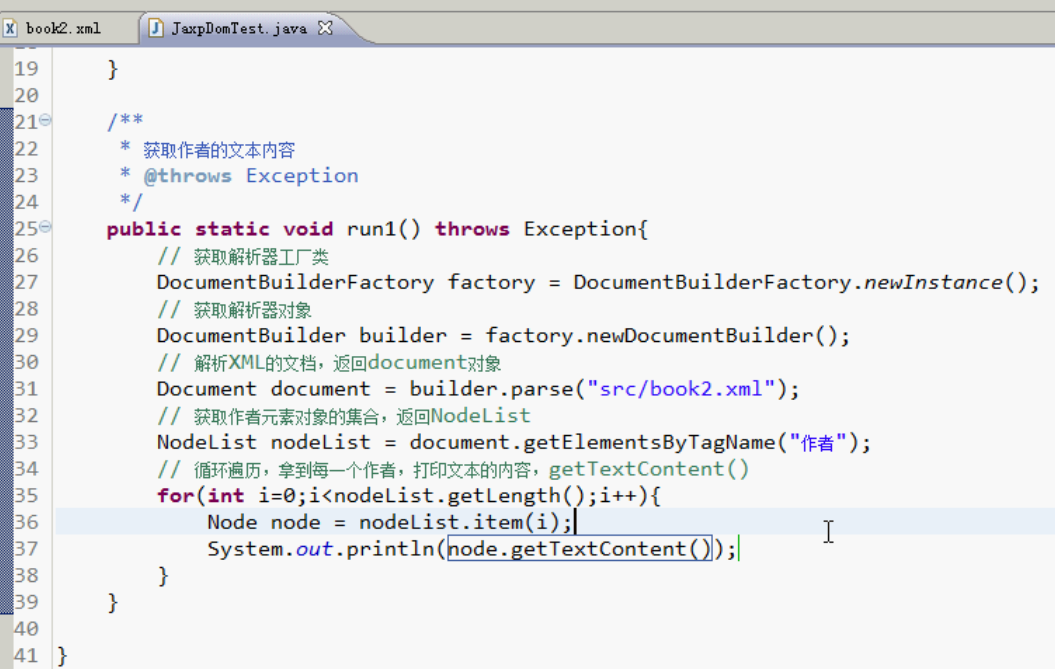 book2.xml JaxpDomTest.java
19 }
20
21 /**
22 * 获取作者的文本内容
23 * @throws Exception
24 */
25 public static void run1() throws Exception{
26 // 获取解析器工厂类
27 DocumentBuilderFactory factory = DocumentBuilderFactory.newInstance();
28 // 获取解析器对象
29 DocumentBuilder builder = factory.newDocumentBuilder();
30 // 解析XML的文档，返回document对象
31 Document document = builder.parse("src/book2.xml");
32 // 获取作者元素对象的集合，返回NodeList
33 NodeList nodeList = document.getElementsByTagName("作者");
34 // 循环遍历，拿到每一个作者，打印文本的内容，getTextContent()
35 for(int i=0;i<nodeList.getLength();i++){
36 Node node = nodeList.item(i);
37 System.out.println(node.getTextContent());
38 }
39 }
40
41 }